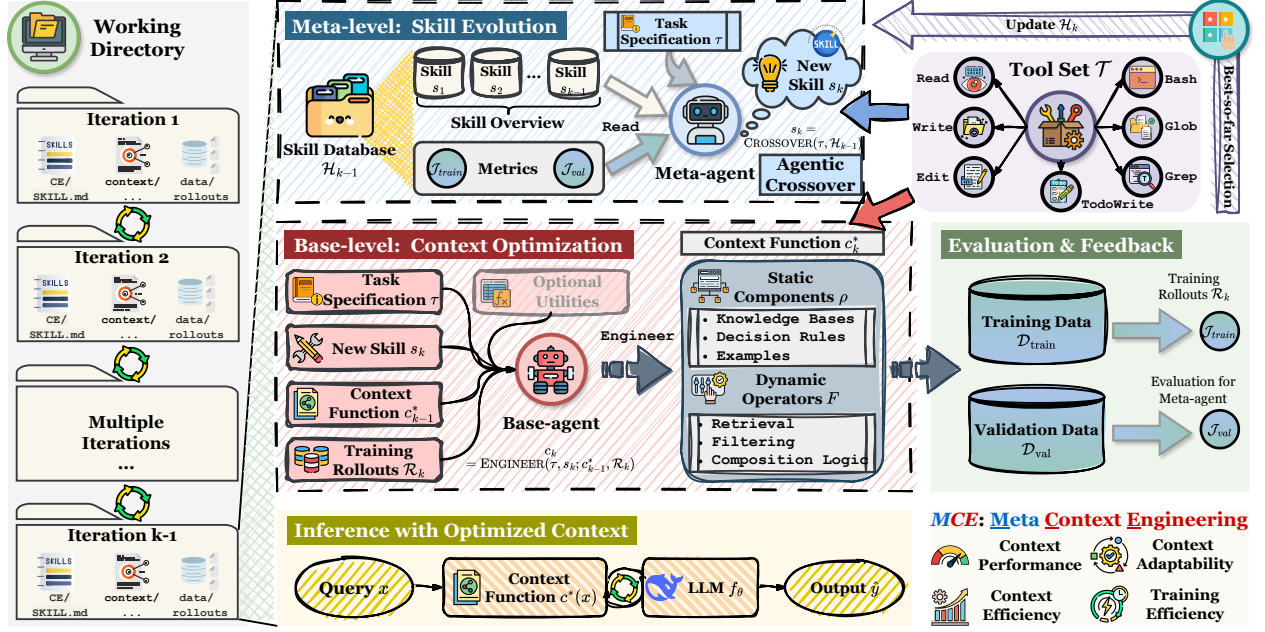 Working
Directory
Iteration 1
SKILLS
CE/
SKILL.md
context/
...
data/
rollouts
Iteration 2
SKILLS
CE/
SKILL.md
context/
...
data/
rollouts
Multiple
Iterations
...
Iteration k-1
SKILLS
CE/
SKILL.md
context/
...
data/
rollouts
Meta-level: Skill Evolution
Skill Database
ℋₖ₋₁
Skill
s₁
Skill
s₂
...
Skill
sₖ₋₁
Skill Overview
𝒥train
Metrics
𝒥val
Read
Task
Specification τ
Meta-agent
SKILL
New
Skill sₖ
sₖ =
CROSSOVER(τ, ℋₖ₋₁)
Agentic
Crossover
Update ℋₖ
Best-so-far Selection
Tool Set 𝒯
Read
Write
Edit
Bash
Glob
Grep
TodoWrite
Base-level: Context Optimization
Task
Specification τ
New Skill sₖ
Context
Function c*ₖ₋₁
Training
Rollouts ℛₖ
Optional
Utilities
Base-agent
cₖ
= ENGINEER(τ, sₖ; c*ₖ₋₁, ℛₖ)
Engineer
Context Function c*ₖ
Static
Components ρ
• Knowledge Bases
• Decision Rules
• Examples
Dynamic
Operators F
• Retrieval
• Filtering
• Composition Logic
Evaluation & Feedback
Training Data
𝒟train
Training
Rollouts ℛₖ
𝒥train
Validation Data
𝒟val
Evaluation for
Meta-agent
𝒥val
Inference with Optimized Context
Query x
Context
Function c*(x)
LLM fθ
Output ŷ
MCE: Meta Context Engineering
Context
Performance
Context
Adaptability
Context
Efficiency
Training
Efficiency